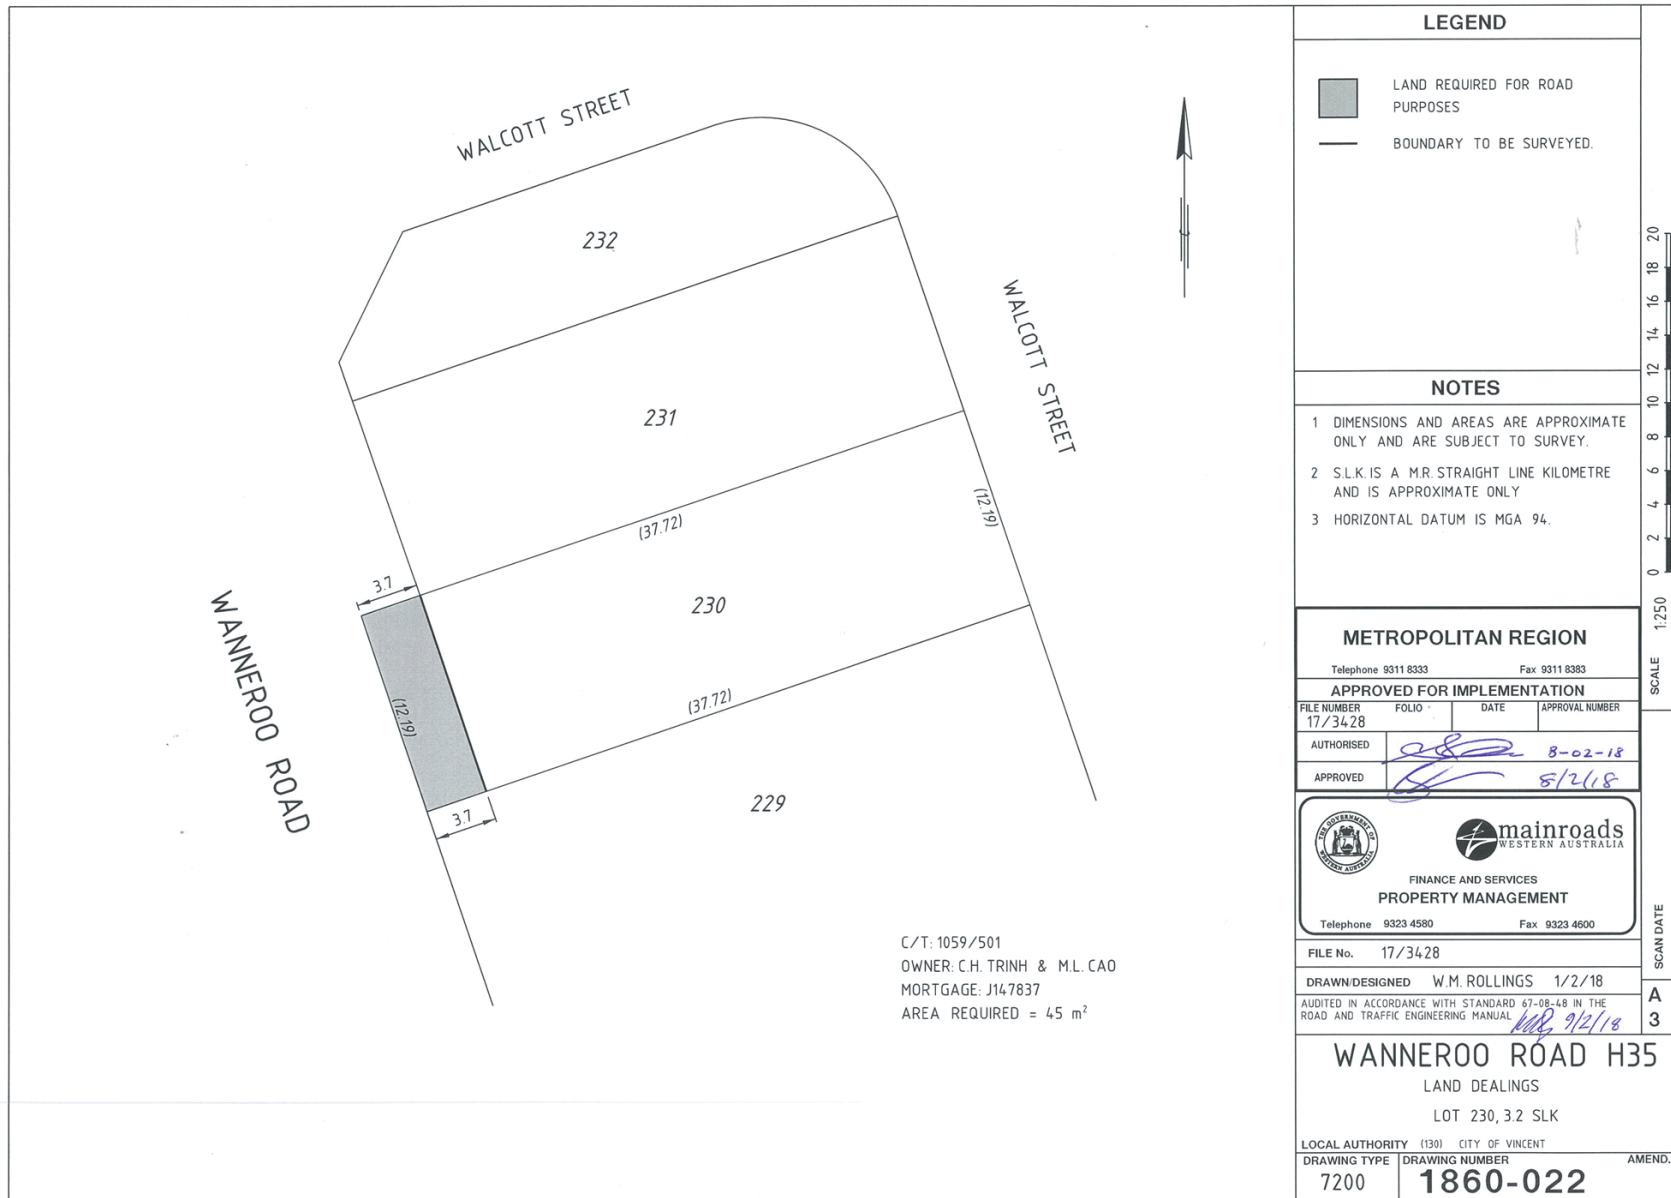 WALCOTT STREET
232
WALCOTT STREET
231
(37.72)
(12.19)
3.7
230
WANNEROO ROAD
(12.19)
(37.72)
3.7
229
C/T: 1059/501
OWNER: C.H. TRINH & M.L. CAO
MORTGAGE: J147837
AREA REQUIRED = 45 m²
LEGEND
LAND REQUIRED FOR ROAD
PURPOSES
BOUNDARY TO BE SURVEYED.
NOTES
1 DIMENSIONS AND AREAS ARE APPROXIMATE
ONLY AND ARE SUBJECT TO SURVEY.
2 S.L.K. IS A M.R. STRAIGHT LINE KILOMETRE
AND IS APPROXIMATE ONLY
3 HORIZONTAL DATUM IS MGA 94.
METROPOLITAN REGION
Telephone 9311 8333 Fax 9311 8383
APPROVED FOR IMPLEMENTATION
FILE NUMBER FOLIO DATE APPROVAL NUMBER
17/3428
AUTHORISED 8-02-18
APPROVED 8/2/18
THE GOVERNMENT OF
WESTERN AUSTRALIA
mainroads
WESTERN AUSTRALIA
FINANCE AND SERVICES
PROPERTY MANAGEMENT
Telephone 9323 4580 Fax 9323 4600
FILE No. 17/3428
DRAWN/DESIGNED W.M. ROLLINGS 1/2/18
AUDITED IN ACCORDANCE WITH STANDARD 67-08-48 IN THE
ROAD AND TRAFFIC ENGINEERING MANUAL 9/2/18
WANNEROO ROAD H35
LAND DEALINGS
LOT 230, 3.2 SLK
LOCAL AUTHORITY (130) CITY OF VINCENT
DRAWING TYPE DRAWING NUMBER AMEND.
7200 1860-022
0 2 4 6 8 10 12 14 16 18 20
SCALE 1:250
SCAN DATE
A
3